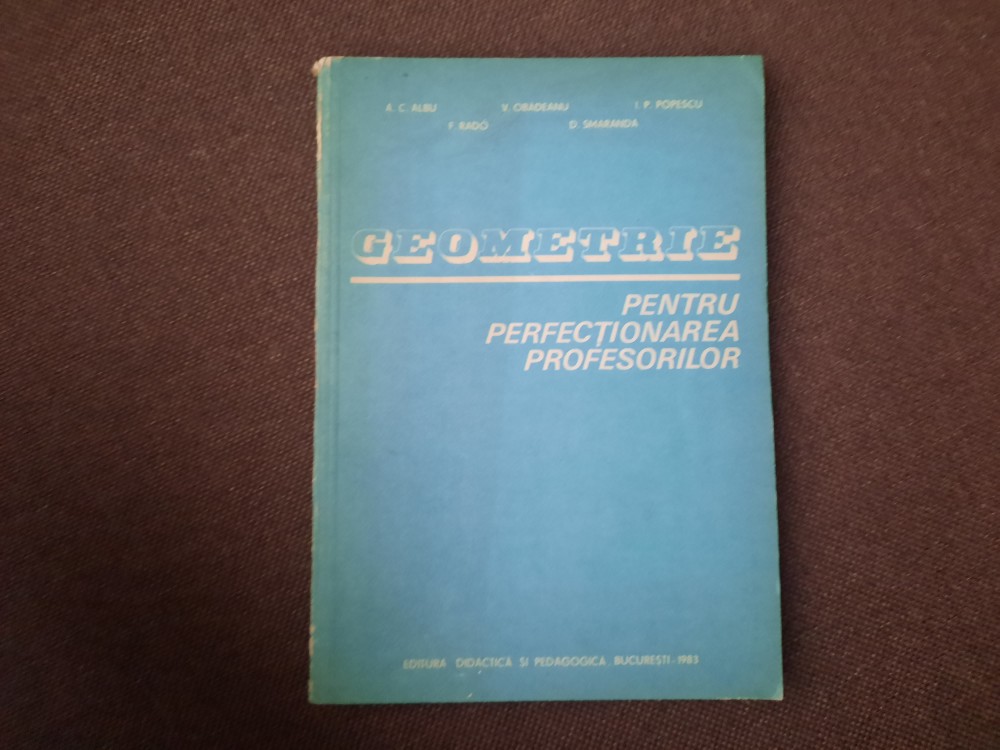 A. C. ALBU V. OBĂDEANU I. P. POPESCU
F. RADÓ D. SMARANDA
GEOMETRIE
PENTRU
PERFECȚIONAREA
PROFESORILOR
EDITURA DIDACTICĂ ȘI PEDAGOGICĂ, BUCUREȘTI - 1983